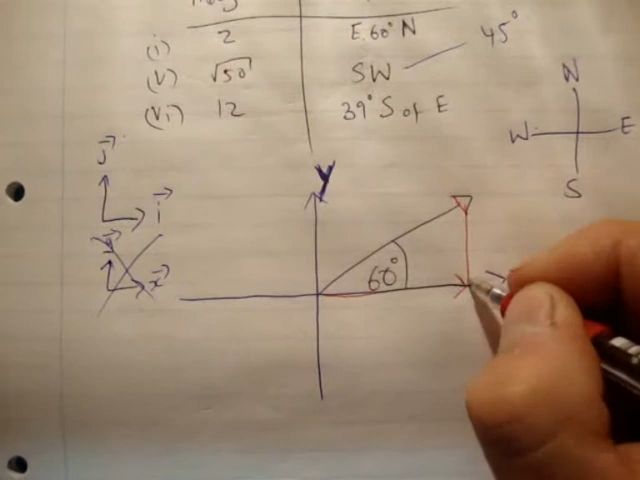 (i) 2 E.60°N 45°
(V) √50 SW
(Vi) 12 39°S of E
N
W E
S
j i
y
60°
x